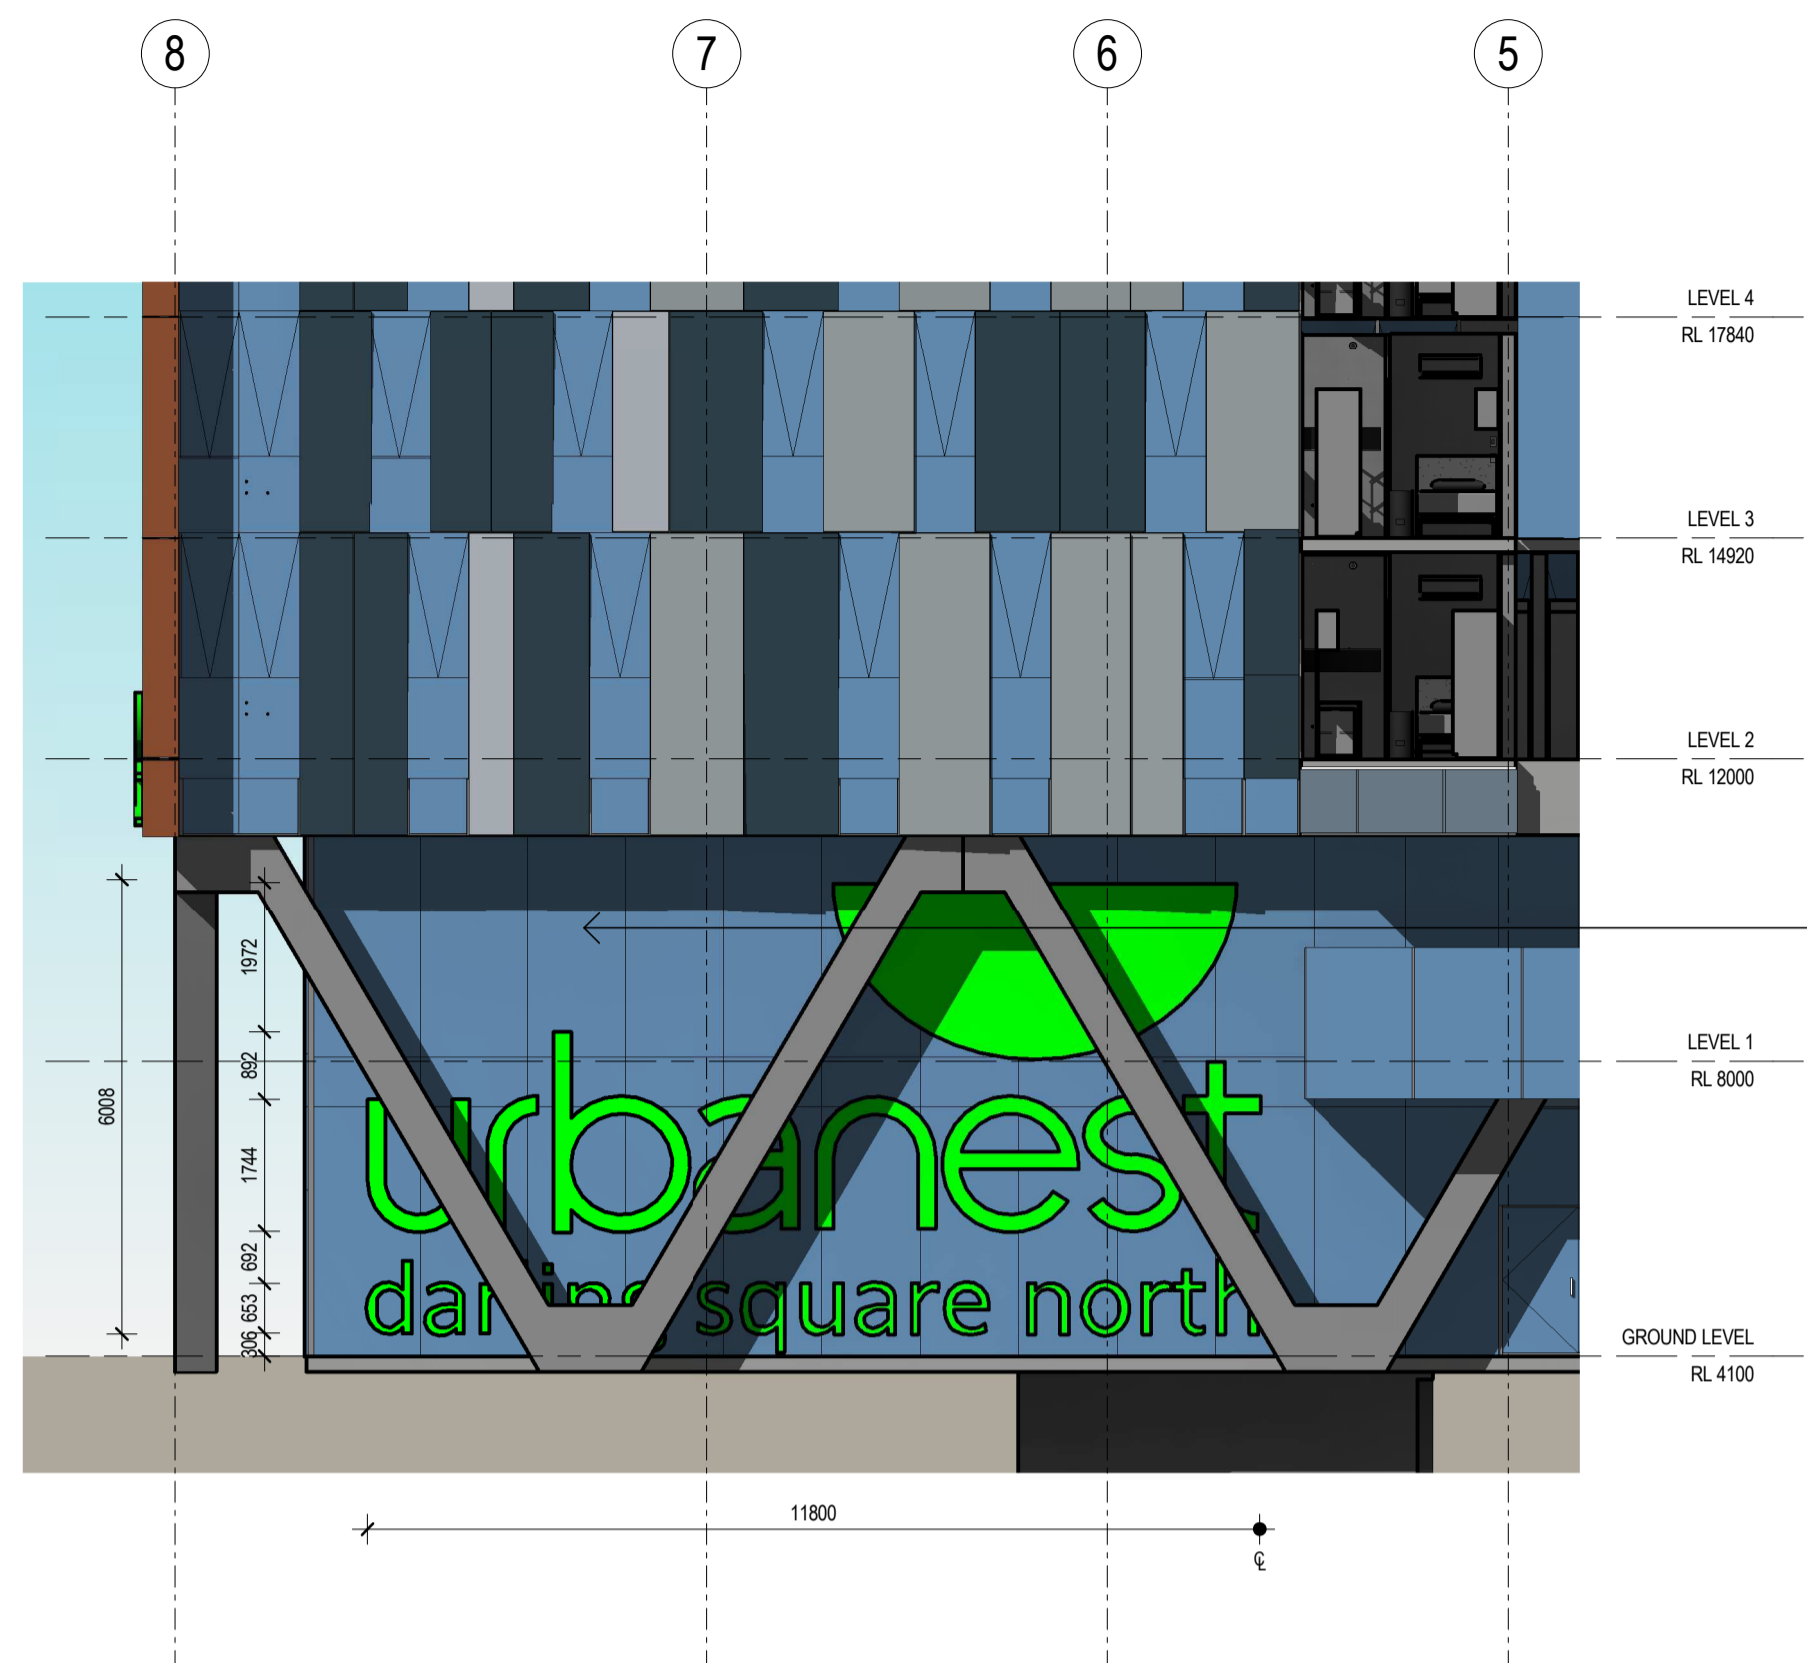 8 7 6 5
LEVEL 4
RL 17840
LEVEL 3
RL 14920
LEVEL 2
RL 12000
1972
LEVEL 1
892
RL 8000
6008
urbanest
1744
692
darling square north
653
306
GROUND LEVEL
RL 4100
11800
℄